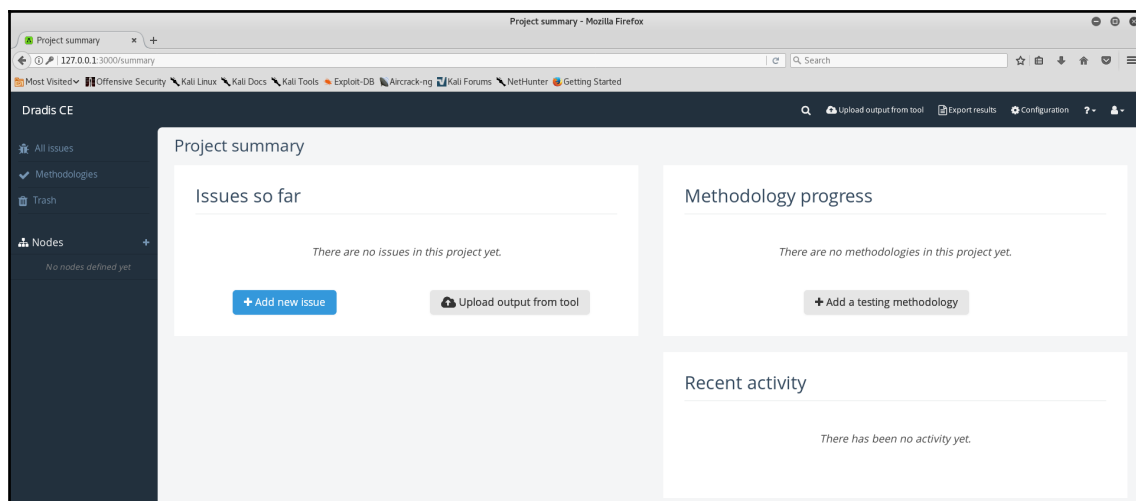 Project summary - Mozilla Firefox
Project summary
127.0.0.1:3000/summary
Search
Most Visited Offensive Security Kali Linux Kali Docs Kali Tools Exploit-DB Aircrack-ng Kali Forums NetHunter Getting Started
Dradis CE
Upload output from tool Export results Configuration ?
All issues
Methodologies
Trash
Nodes +
No nodes defined yet
Project summary
Issues so far
There are no issues in this project yet.
+ Add new issue
Upload output from tool
Methodology progress
There are no methodologies in this project yet.
+ Add a testing methodology
Recent activity
There has been no activity yet.